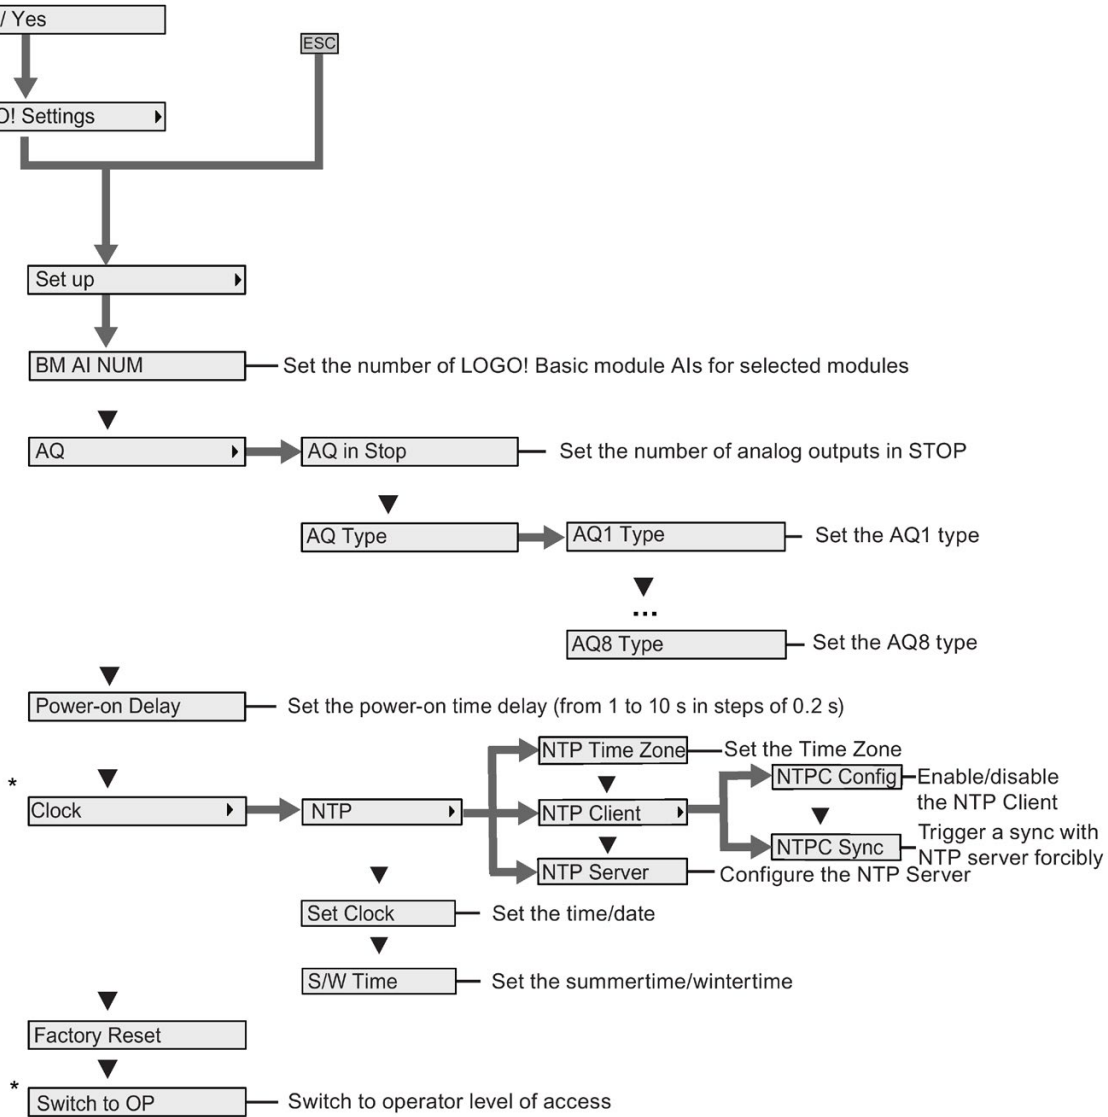 / Yes
ESC
O! Settings
Set up
BM AI NUM
Set the number of LOGO! Basic module AIs for selected modules
AQ
AQ in Stop
Set the number of analog outputs in STOP
AQ Type
AQ1 Type
Set the AQ1 type
...
AQ8 Type
Set the AQ8 type
Power-on Delay
Set the power-on time delay (from 1 to 10 s in steps of 0.2 s)
*
Clock
NTP
NTP Time Zone
Set the Time Zone
NTP Client
NTPC Config
Enable/disable
the NTP Client
NTPC Sync
Trigger a sync with
NTP server forcibly
NTP Server
Configure the NTP Server
Set Clock
Set the time/date
S/W Time
Set the summertime/wintertime
Factory Reset
*
Switch to OP
Switch to operator level of access